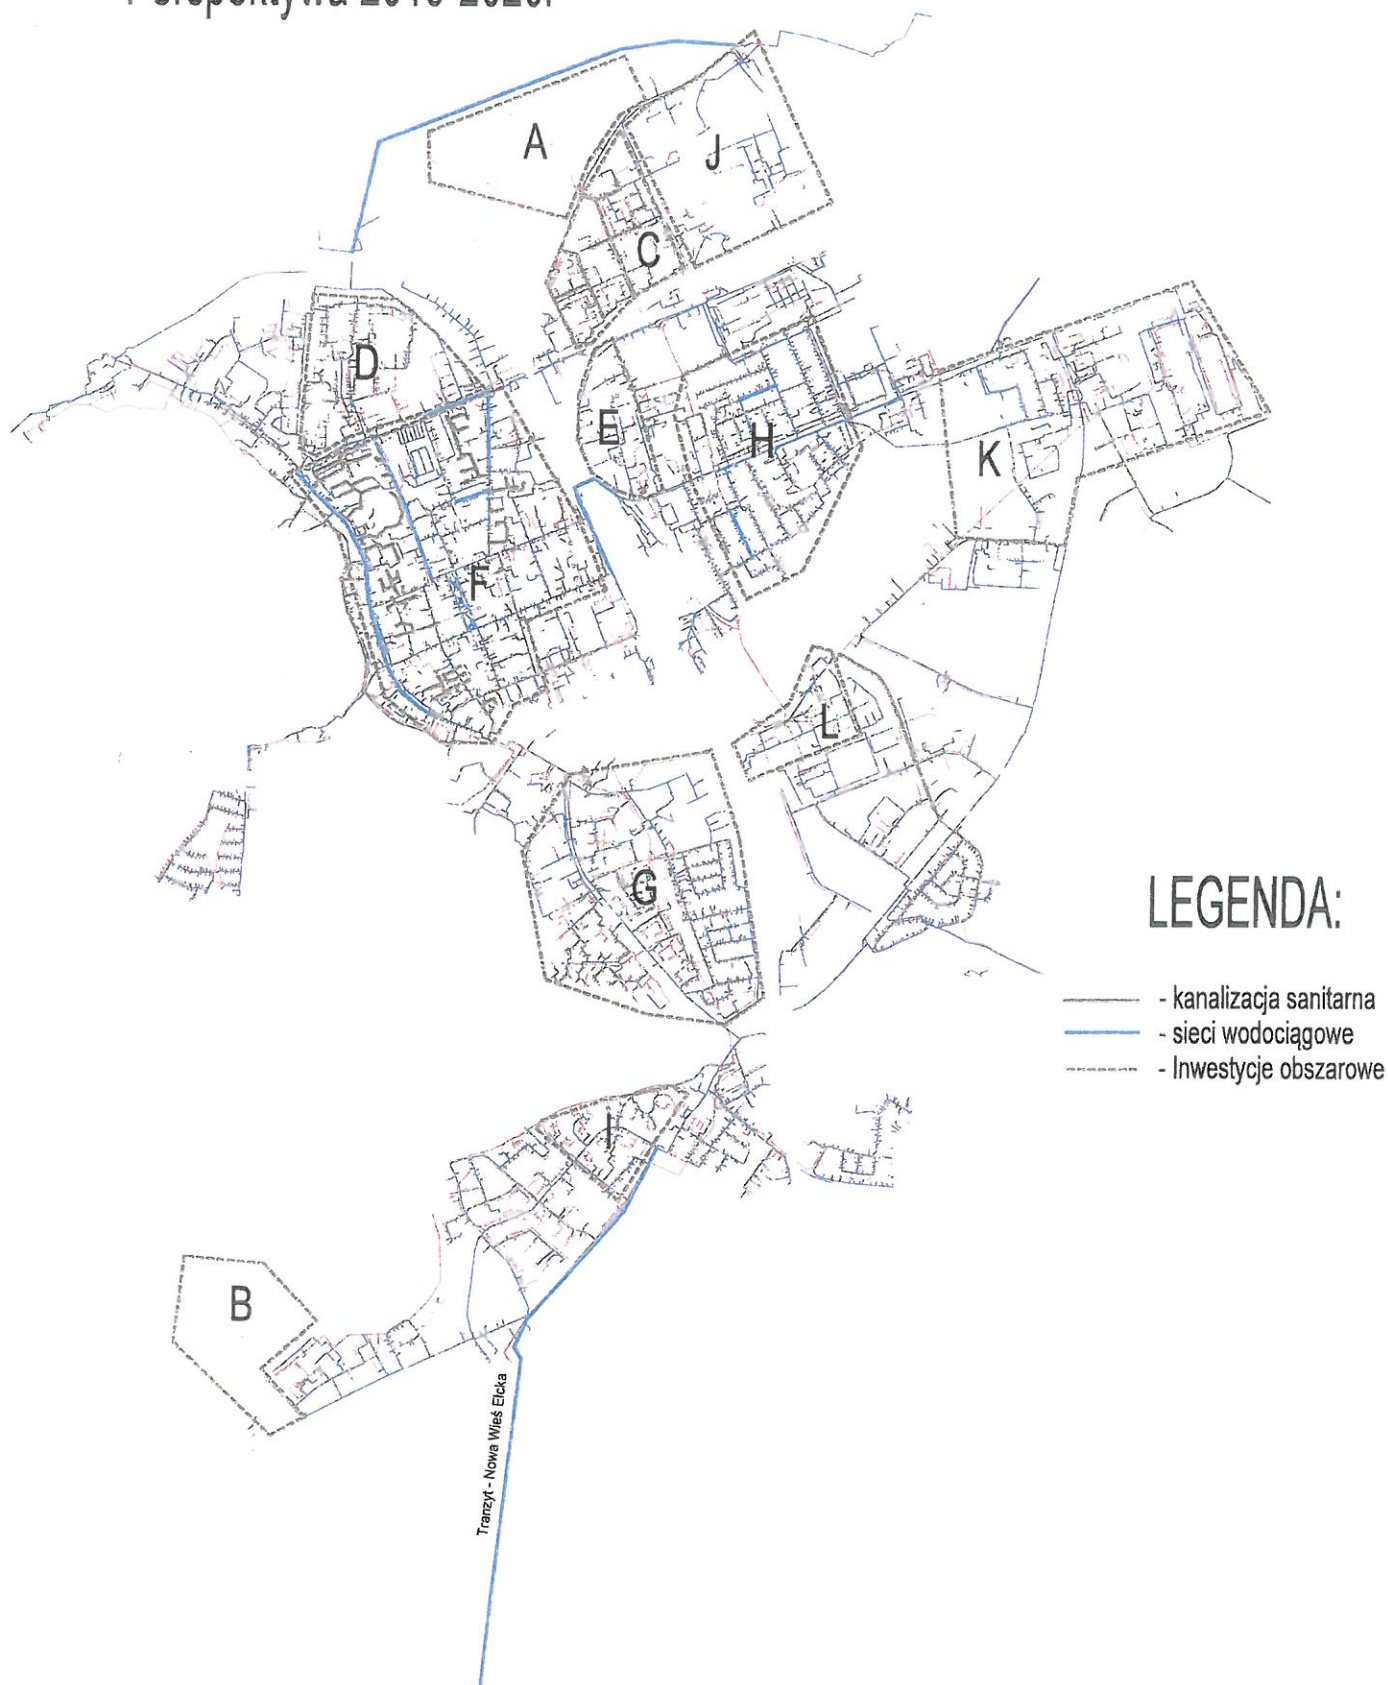 A
J
C
D
E
H
K
F
L
G
LEGENDA:
- kanalizacja sanitarna
- sieci wodociągowe
- Inwestycje obszarowe
I
B
Tranzyt - Nowa Wieś Ełcka